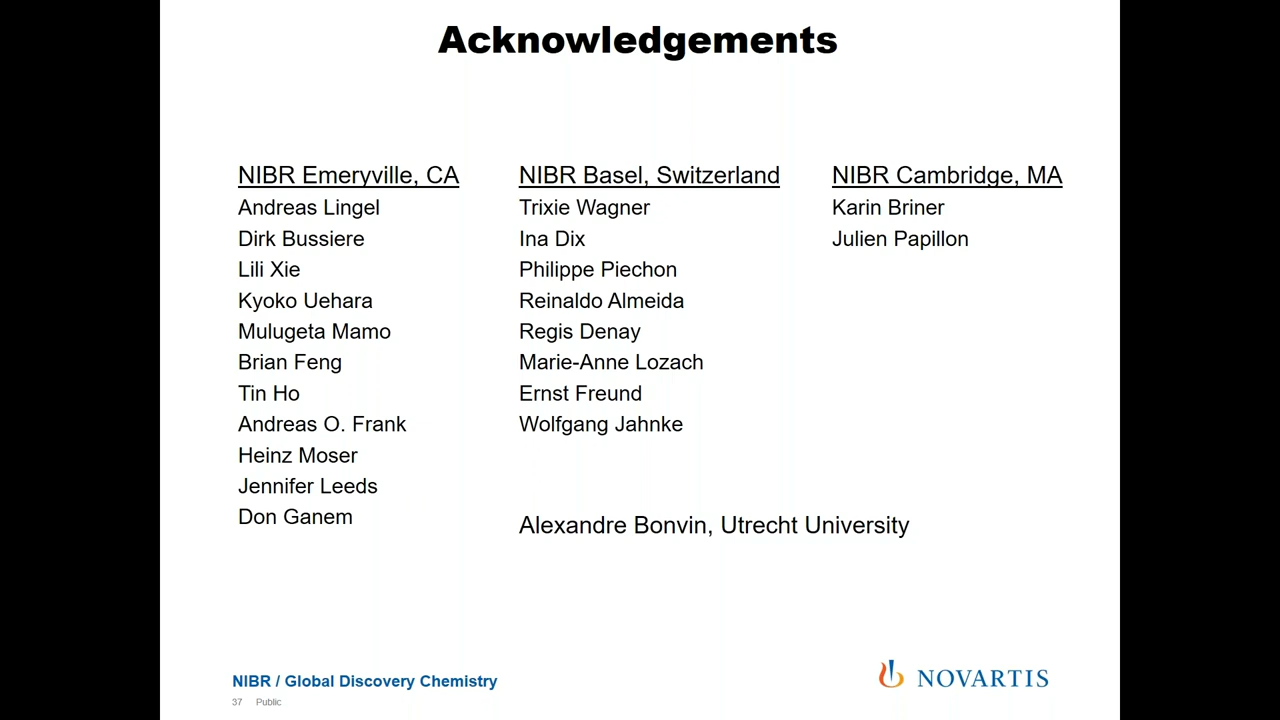 Acknowledgements
NIBR Emeryville, CA
Andreas Lingel
Dirk Bussiere
Lili Xie
Kyoko Uehara
Mulugeta Mamo
Brian Feng
Tin Ho
Andreas O. Frank
Heinz Moser
Jennifer Leeds
Don Ganem
NIBR Basel, Switzerland
Trixie Wagner
Ina Dix
Philippe Piechon
Reinaldo Almeida
Regis Denay
Marie-Anne Lozach
Ernst Freund
Wolfgang Jahnke
NIBR Cambridge, MA
Karin Briner
Julien Papillon
Alexandre Bonvin, Utrecht University
NIBR / Global Discovery Chemistry
37 Public
NOVARTIS